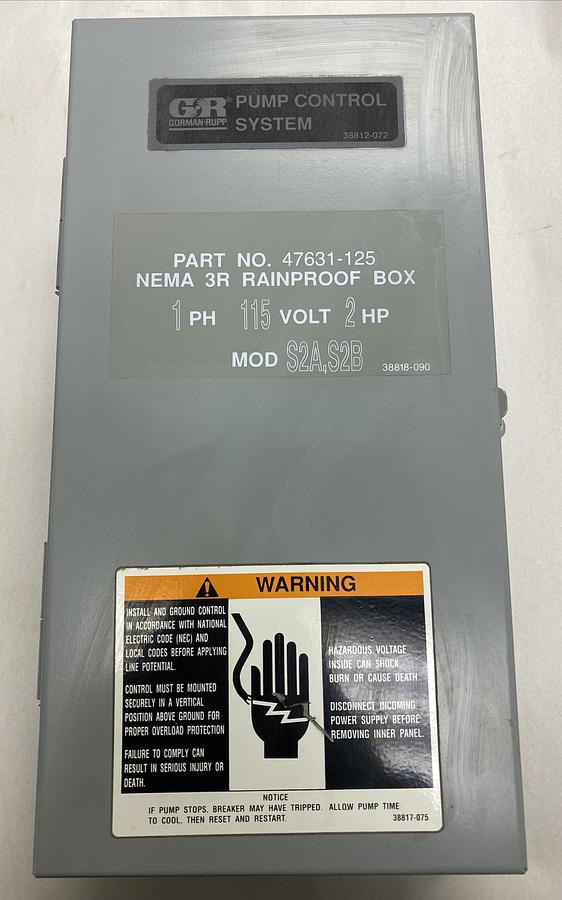 GR® PUMP CONTROL
GORMAN-RUPP SYSTEM
38812-072
PART NO. 47631-125
NEMA 3R RAINPROOF BOX
1 PH 115 VOLT 2 HP
MOD S2A,S2B 38818-090
WARNING
INSTALL AND GROUND CONTROL
IN ACCORDANCE WITH NATIONAL
ELECTRIC CODE (NEC) AND
LOCAL CODES BEFORE APPLYING
LINE POTENTIAL.
CONTROL MUST BE MOUNTED
SECURELY IN A VERTICAL
POSITION ABOVE GROUND FOR
PROPER OVERLOAD PROTECTION
FAILURE TO COMPLY CAN
RESULT IN SERIOUS INJURY OR
DEATH.
HAZARDOUS VOLTAGE
INSIDE CAN SHOCK,
BURN OR CAUSE DEATH.
DISCONNECT INCOMING
POWER SUPPLY BEFORE
REMOVING INNER PANEL.
NOTICE
IF PUMP STOPS, BREAKER MAY HAVE TRIPPED. ALLOW PUMP TIME
TO COOL, THEN RESET AND RESTART. 38817-075